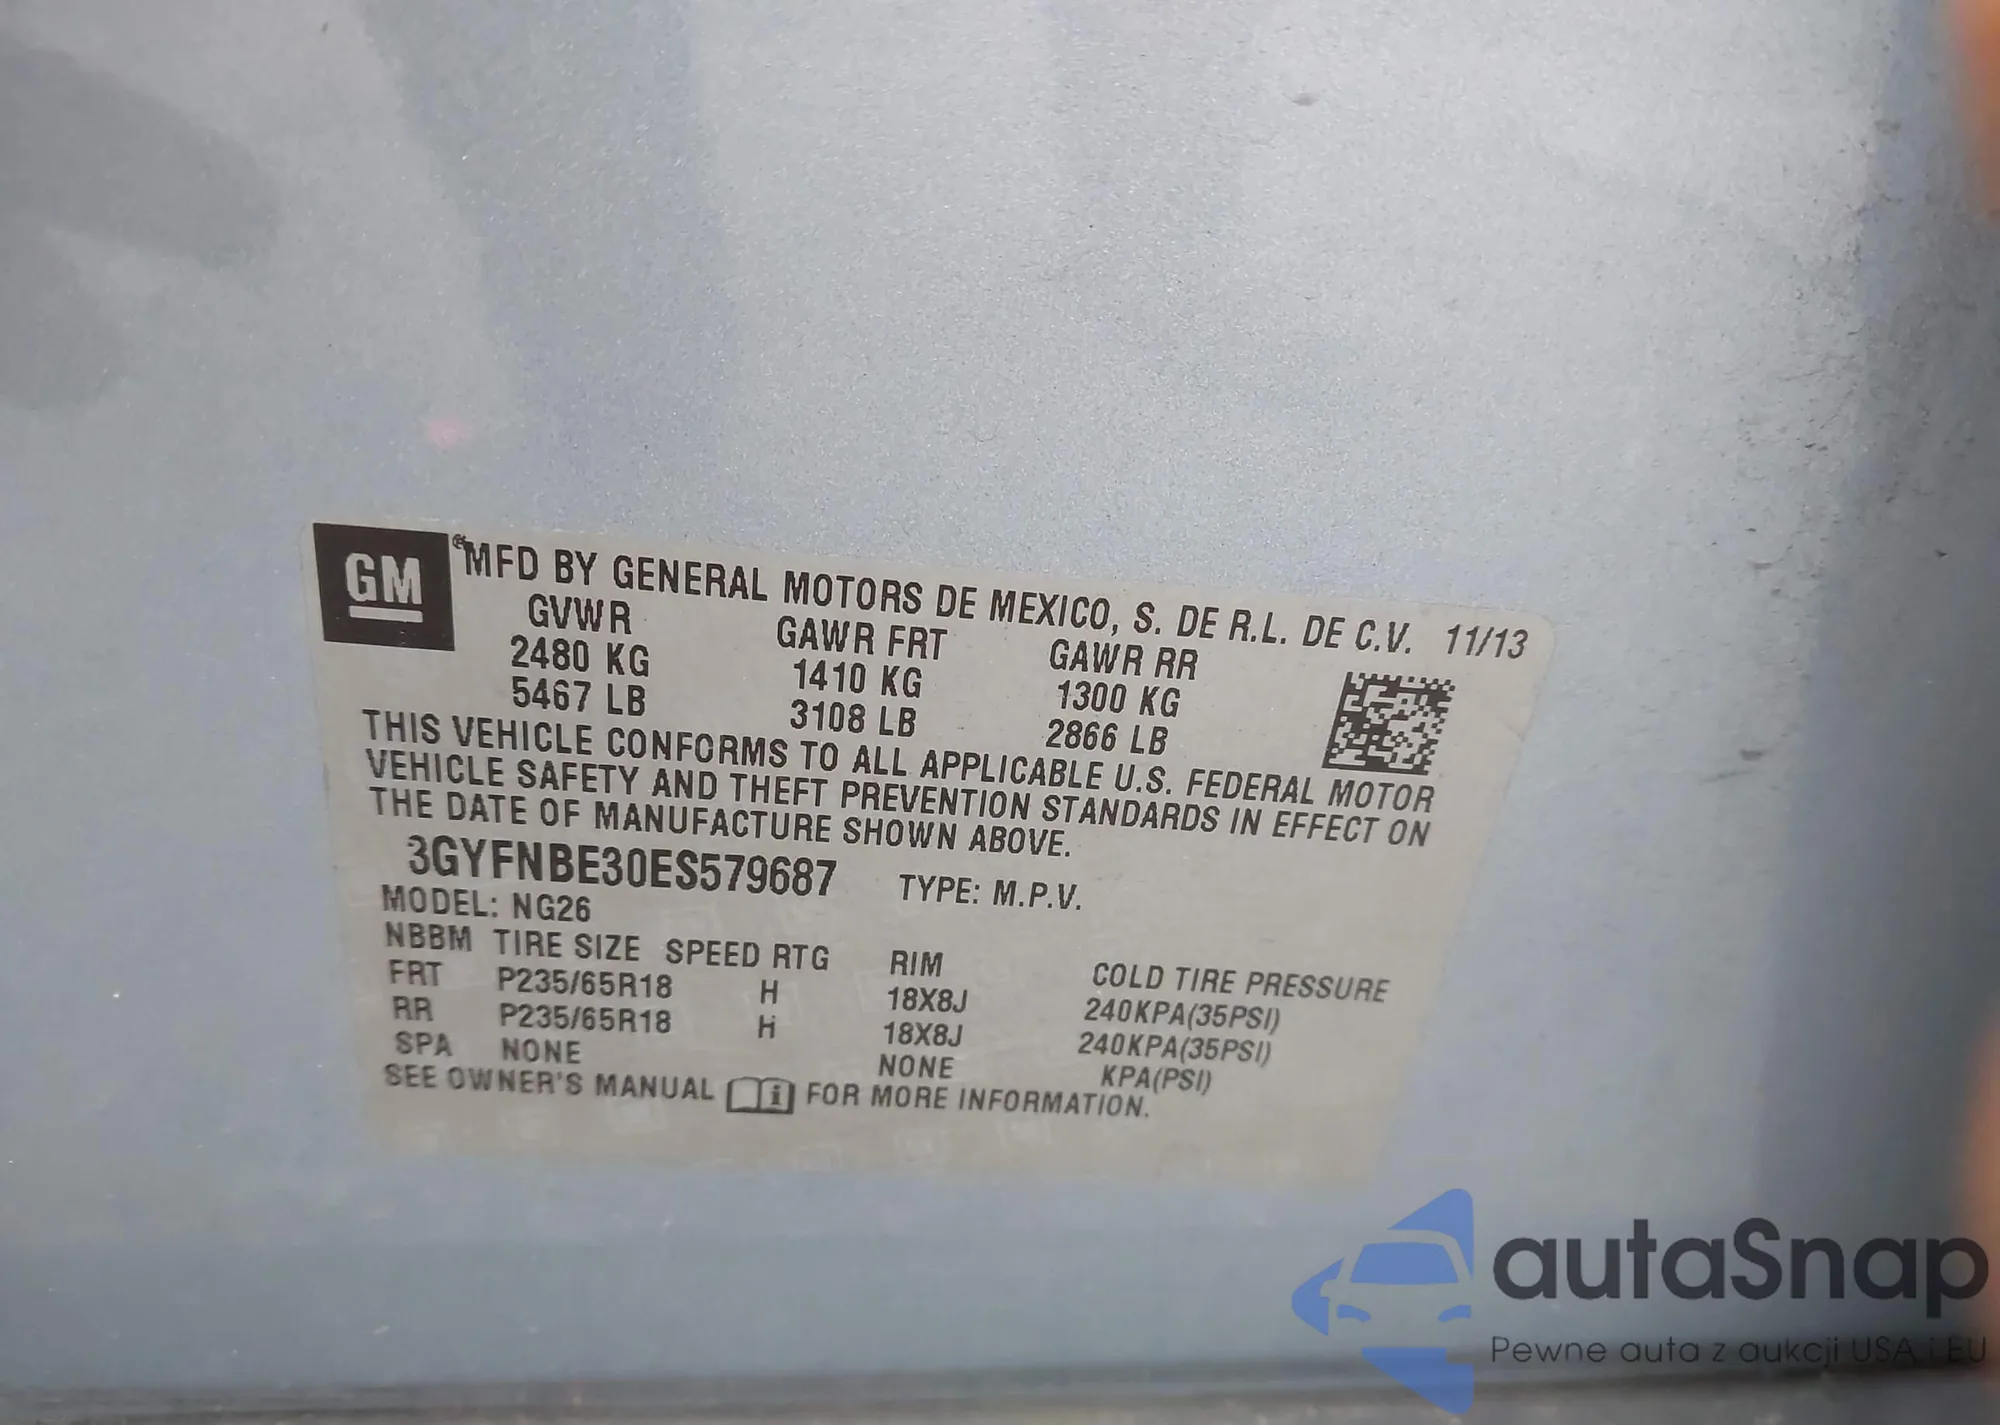 GM
®MFD BY GENERAL MOTORS DE MEXICO, S. DE R.L. DE C.V. 11/13
GVWR GAWR FRT GAWR RR
2480 KG 1410 KG 1300 KG
5467 LB 3108 LB 2866 LB
THIS VEHICLE CONFORMS TO ALL APPLICABLE U.S. FEDERAL MOTOR
VEHICLE SAFETY AND THEFT PREVENTION STANDARDS IN EFFECT ON
THE DATE OF MANUFACTURE SHOWN ABOVE.
3GYFNBE30ES579687 TYPE: M.P.V.
MODEL: NG26
NBBM TIRE SIZE SPEED RTG RIM COLD TIRE PRESSURE
FRT P235/65R18 H 18X8J 240KPA(35PSI)
RR P235/65R18 H 18X8J 240KPA(35PSI)
SPA NONE NONE KPA(PSI)
SEE OWNER'S MANUAL i FOR MORE INFORMATION.
autaSnap
Pewne auta z aukcji USA i EU